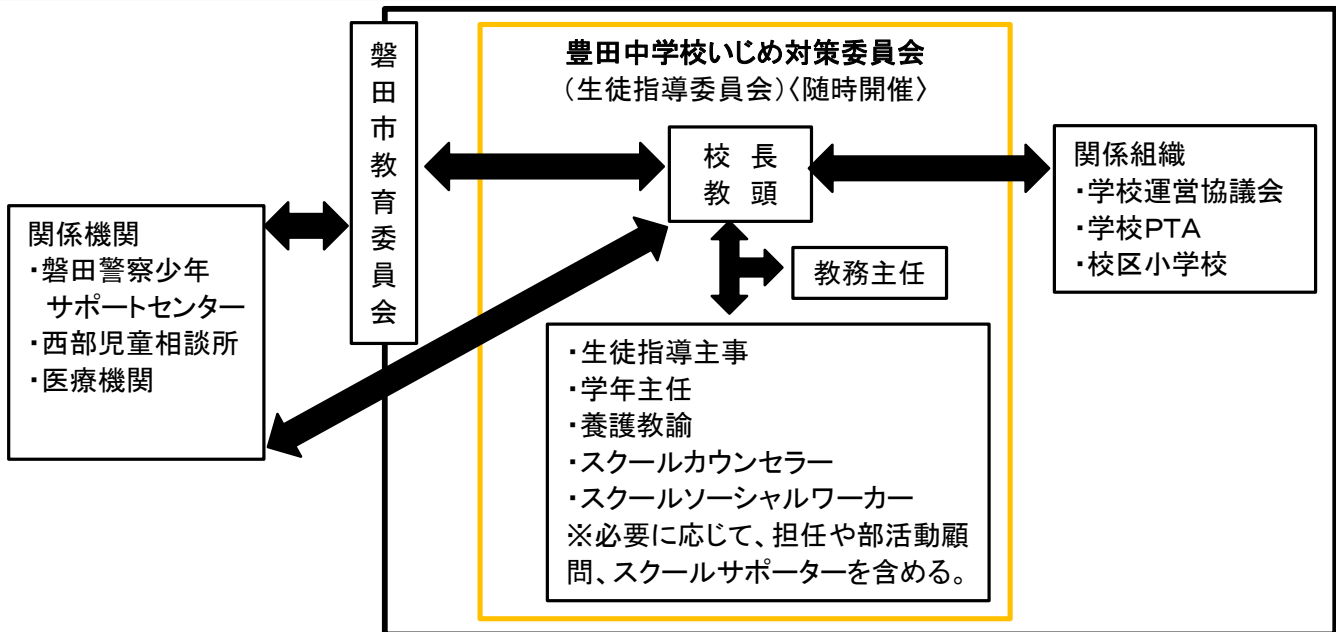 豊田中学校いじめ対策委員会
(生徒指導委員会)〈随時開催〉
磐田市教育委員会
校 長
教 頭
教務主任
・生徒指導主事
・学年主任
・養護教諭
・スクールカウンセラー
・スクールソーシャルワーカー
※必要に応じて、担任や部活動顧
問、スクールサポーターを含める。
関係組織
・学校運営協議会
・学校PTA
・校区小学校
関係機関
・磐田警察少年
サポートセンター
・西部児童相談所
・医療機関